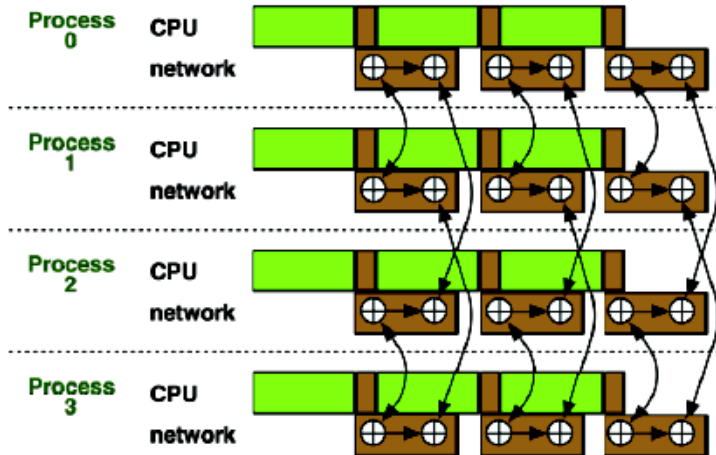 Process CPU
0 network
Process CPU
1 network
Process CPU
2 network
Process CPU
3 network